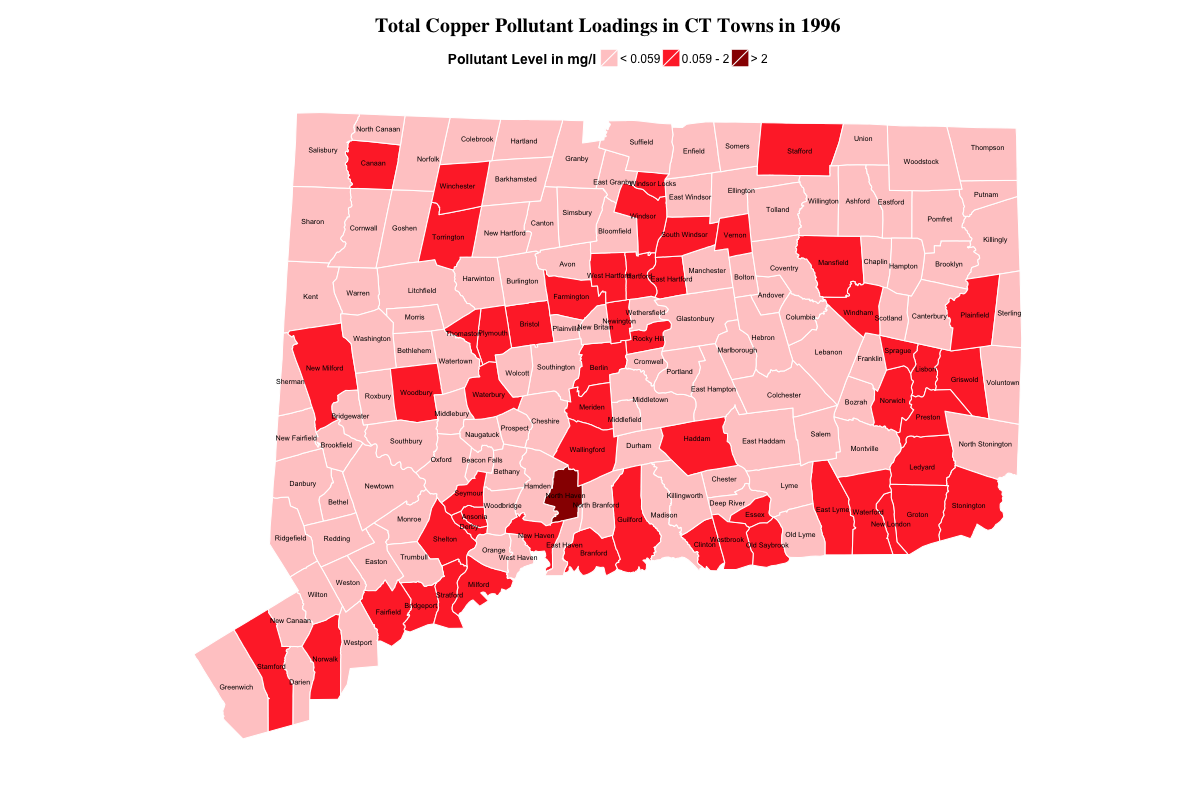 Total Copper Pollutant Loadings in CT Towns in 1996
Pollutant Level in mg/l < 0.059 0.059 - 2 > 2
North Canaan
Colebrook
Hartland
Salisbury
Canaan
Norfolk
Granby
Suffield
Enfield
Somers
Stafford
Union
Woodstock
Thompson
Winchester
Barkhamsted
East Granby
Windsor Locks
East Windsor
Ellington
Tolland
Willington
Ashford
Eastford
Putnam
Pomfret
Sharon
Cornwall
Goshen
Torrington
New Hartford
Canton
Simsbury
Bloomfield
Windsor
South Windsor
Vernon
Killingly
Kent
Warren
Litchfield
Harwinton
Burlington
Avon
West Hartford
Hartford
East Hartford
Manchester
Bolton
Coventry
Mansfield
Chaplin
Hampton
Brooklyn
Andover
Farmington
Morris
Washington
Bethlehem
Watertown
Thomaston
Plymouth
Bristol
Plainville
New Britain
Newington
Wethersfield
Rocky Hill
Glastonbury
Hebron
Columbia
Windham
Scotland
Canterbury
Plainfield
Sterling
New Milford
Sherman
Roxbury
Woodbury
Waterbury
Middlebury
Wolcott
Southington
Berlin
Cromwell
Portland
Marlborough
Lebanon
Franklin
Sprague
Lisbon
Griswold
Voluntown
Bridgewater
New Fairfield
Brookfield
Southbury
Naugatuck
Prospect
Cheshire
Meriden
Middletown
Middlefield
East Hampton
Colchester
Bozrah
Norwich
Preston
Danbury
Bethel
Newtown
Oxford
Beacon Falls
Bethany
Wallingford
Durham
Haddam
East Haddam
Salem
Montville
Ledyard
North Stonington
Seymour
Woodbridge
Hamden
North Haven
North Branford
Guilford
Madison
Killingworth
Chester
Deep River
Essex
Lyme
East Lyme
Waterford
New London
Groton
Stonington
Ridgefield
Redding
Monroe
Ansonia
Derby
Shelton
Orange
New Haven
West Haven
East Haven
Branford
Clinton
Westbrook
Old Saybrook
Old Lyme
Easton
Trumbull
Weston
Wilton
Milford
Stratford
Bridgeport
Fairfield
New Canaan
Westport
Norwalk
Stamford
Darien
Greenwich